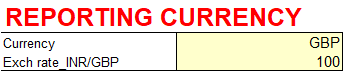 REPORTING CURRENCY
Currency GBP
Exch rate_INR/GBP 100